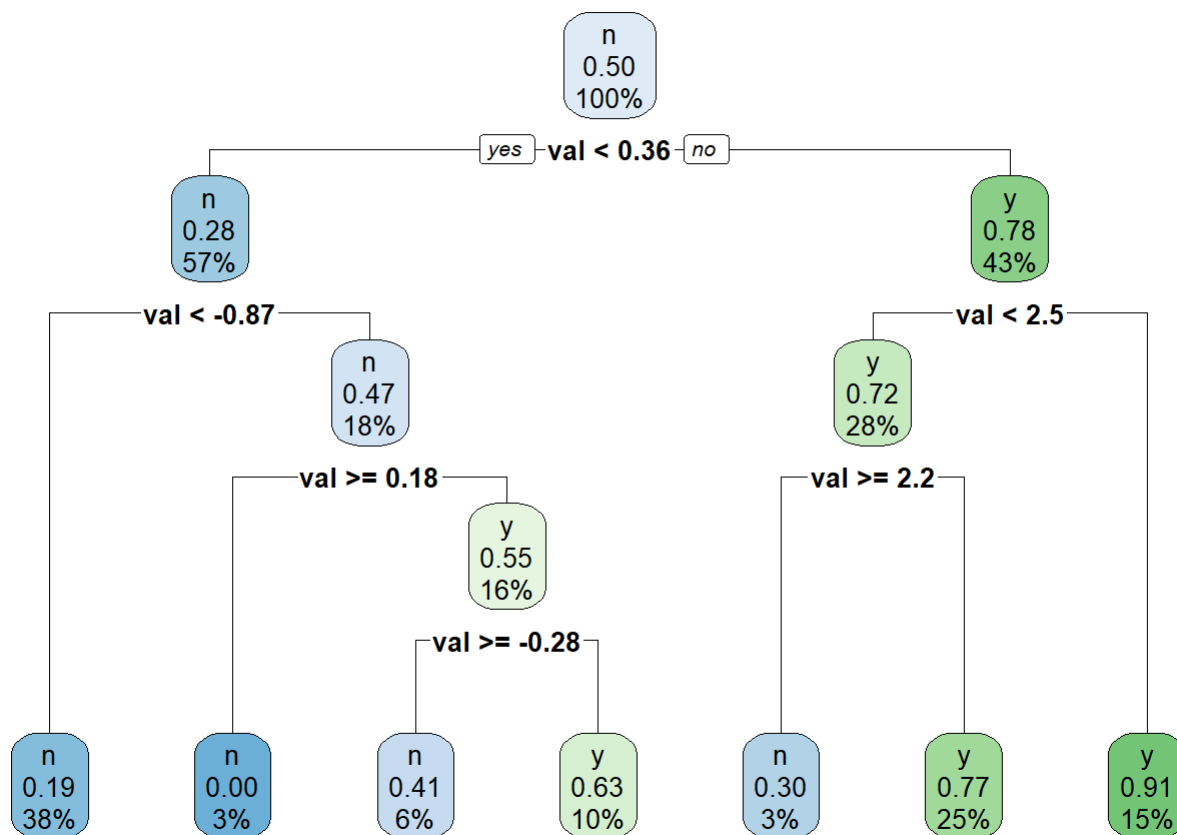 n
0.50
100%
yes val < 0.36 no
n
0.28
57%
y
0.78
43%
val < -0.87
val < 2.5
n
0.47
18%
y
0.72
28%
val >= 0.18
val >= 2.2
y
0.55
16%
val >= -0.28
n
0.19
38%
n
0.00
3%
n
0.41
6%
y
0.63
10%
n
0.30
3%
y
0.77
25%
y
0.91
15%